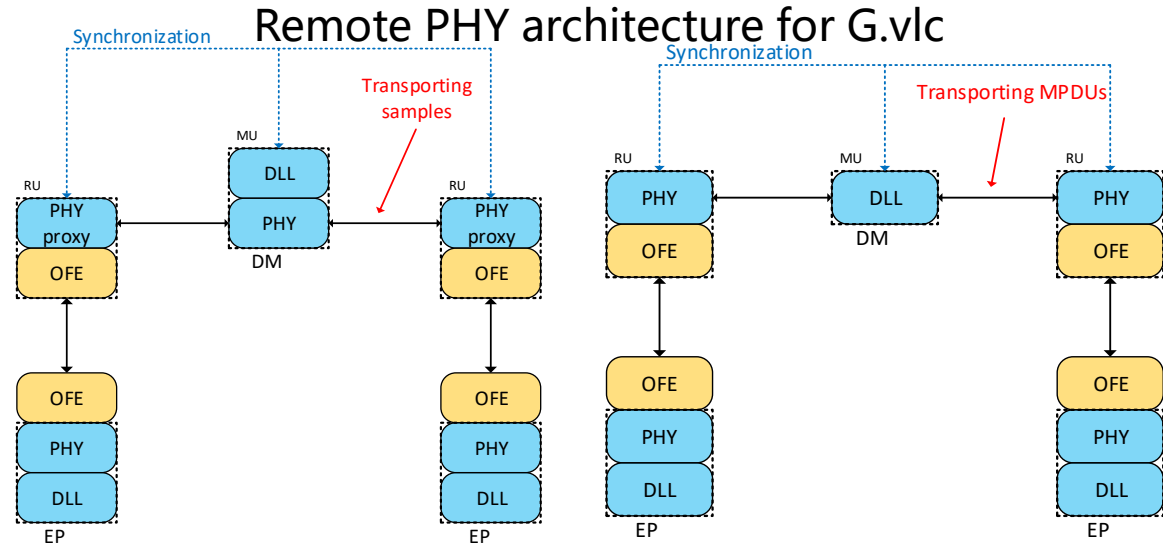 Remote PHY architecture for G.vlc
Synchronization
Transporting
samples
MU
DLL
PHY
DM
RU
PHY
proxy
OFE
RU
PHY
proxy
OFE
OFE
PHY
DLL
EP
OFE
PHY
DLL
EP
Synchronization
Transporting MPDUs
RU
PHY
OFE
MU
DLL
DM
RU
PHY
OFE
OFE
PHY
DLL
EP
OFE
PHY
DLL
EP